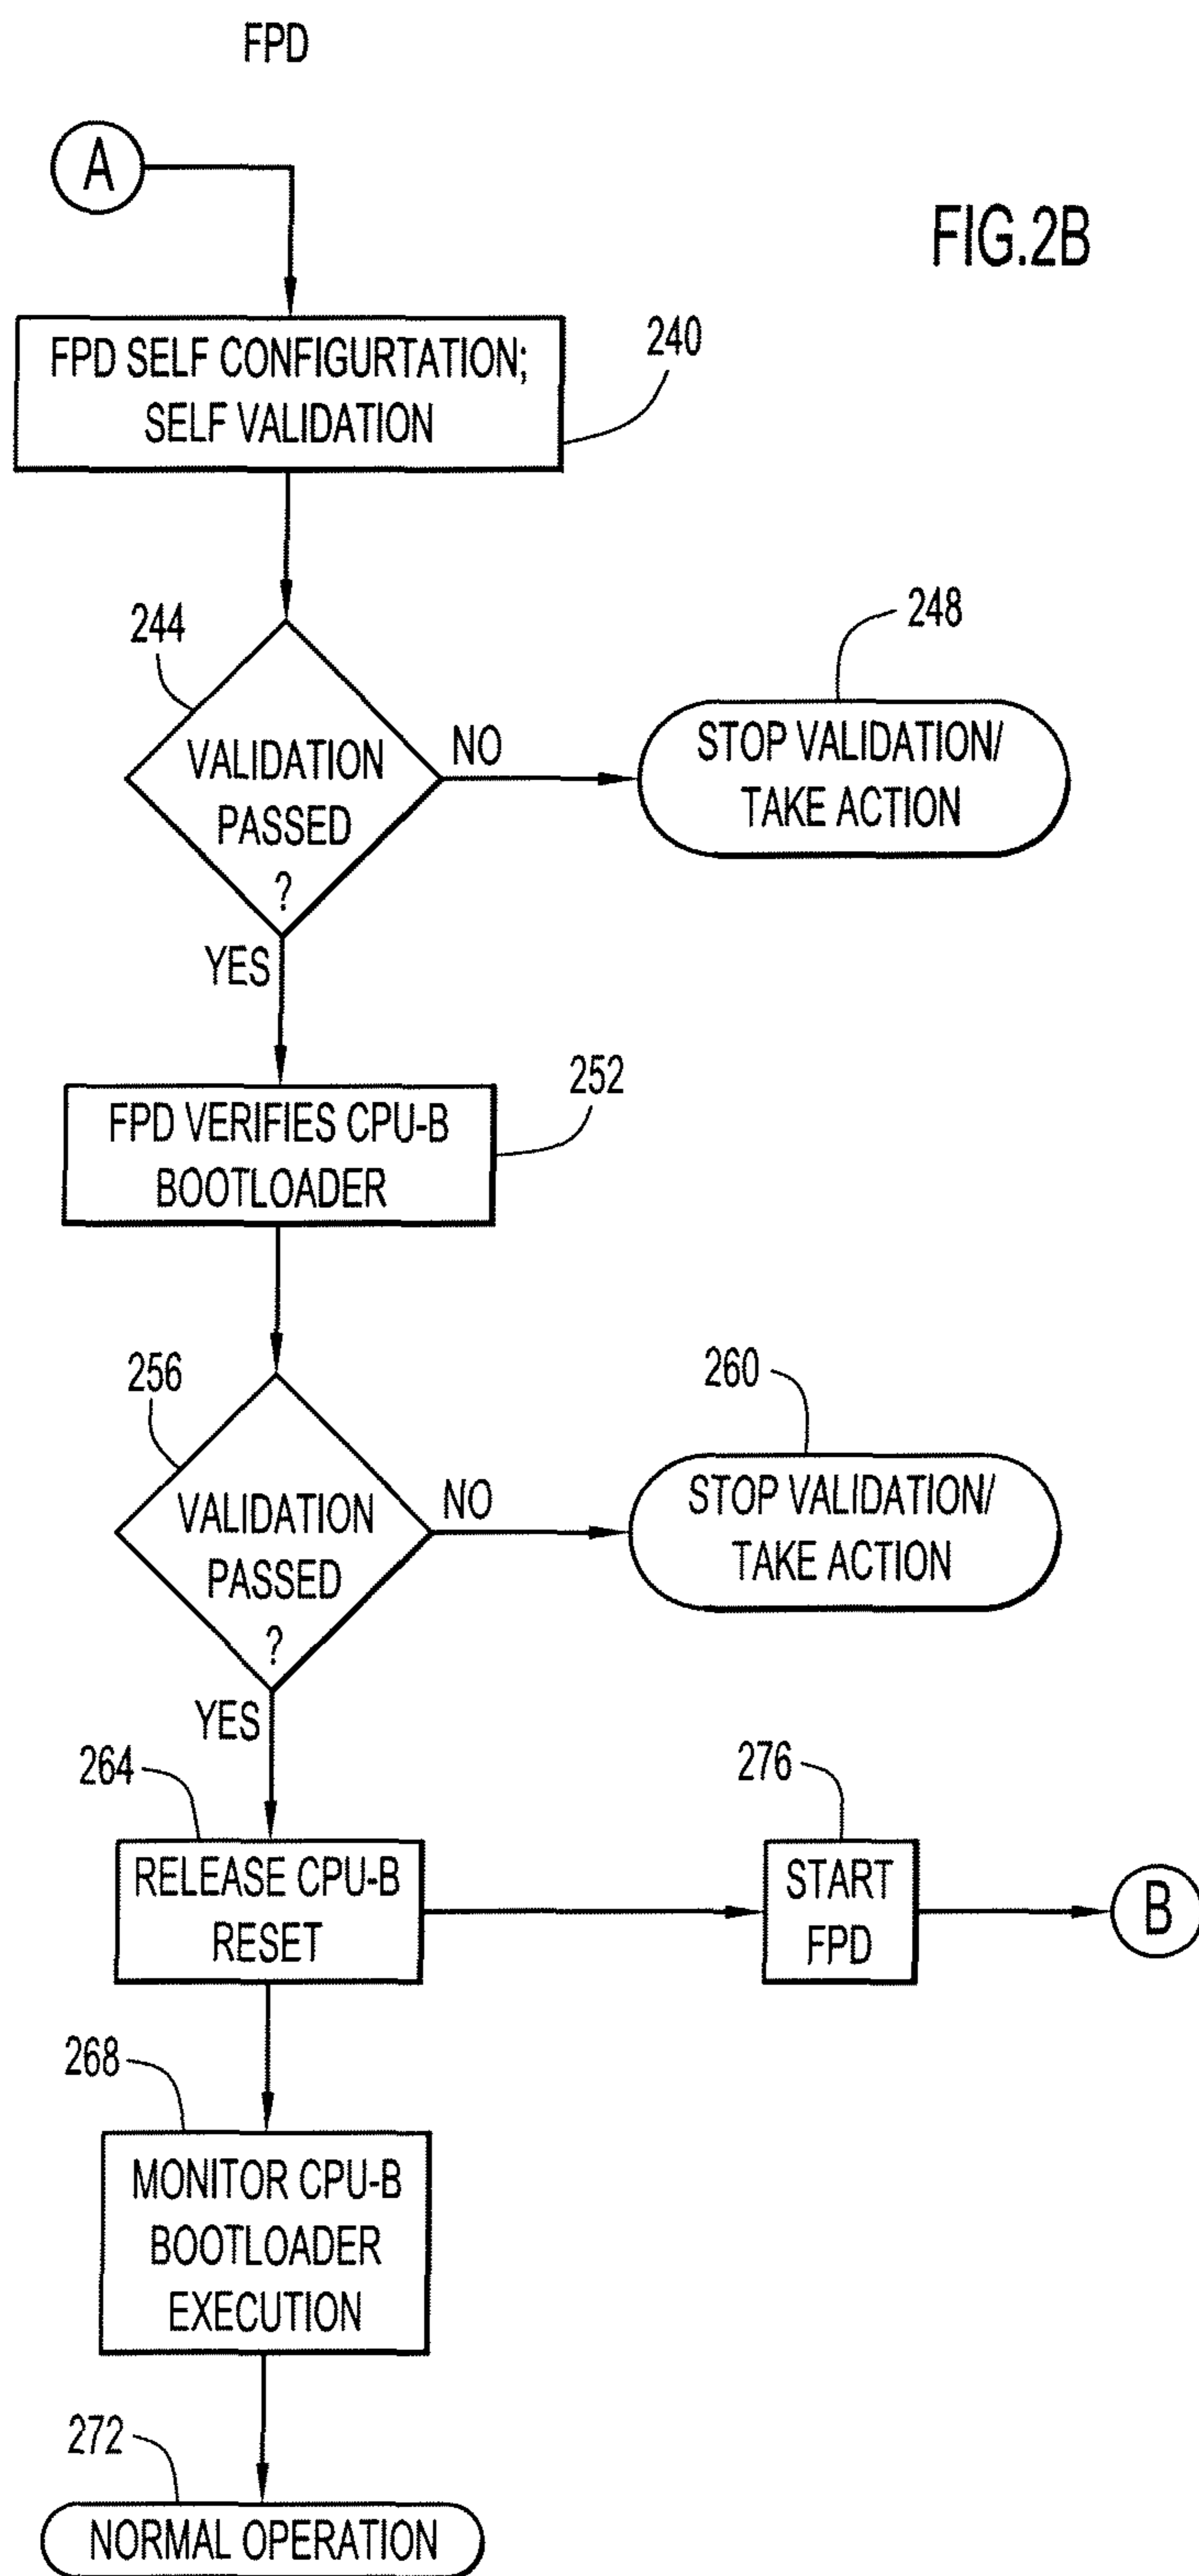 FPD
A
FIG.2B
FPD SELF CONFIGURTATION;
SELF VALIDATION
240
244
VALIDATION
PASSED
?
NO
248
STOP VALIDATION/
TAKE ACTION
YES
252
FPD VERIFIES CPU-B
BOOTLOADER
256
VALIDATION
PASSED
?
NO
260
STOP VALIDATION/
TAKE ACTION
YES
264
RELEASE CPU-B
RESET
276
START
FPD
B
268
MONITOR CPU-B
BOOTLOADER
EXECUTION
272
NORMAL OPERATION